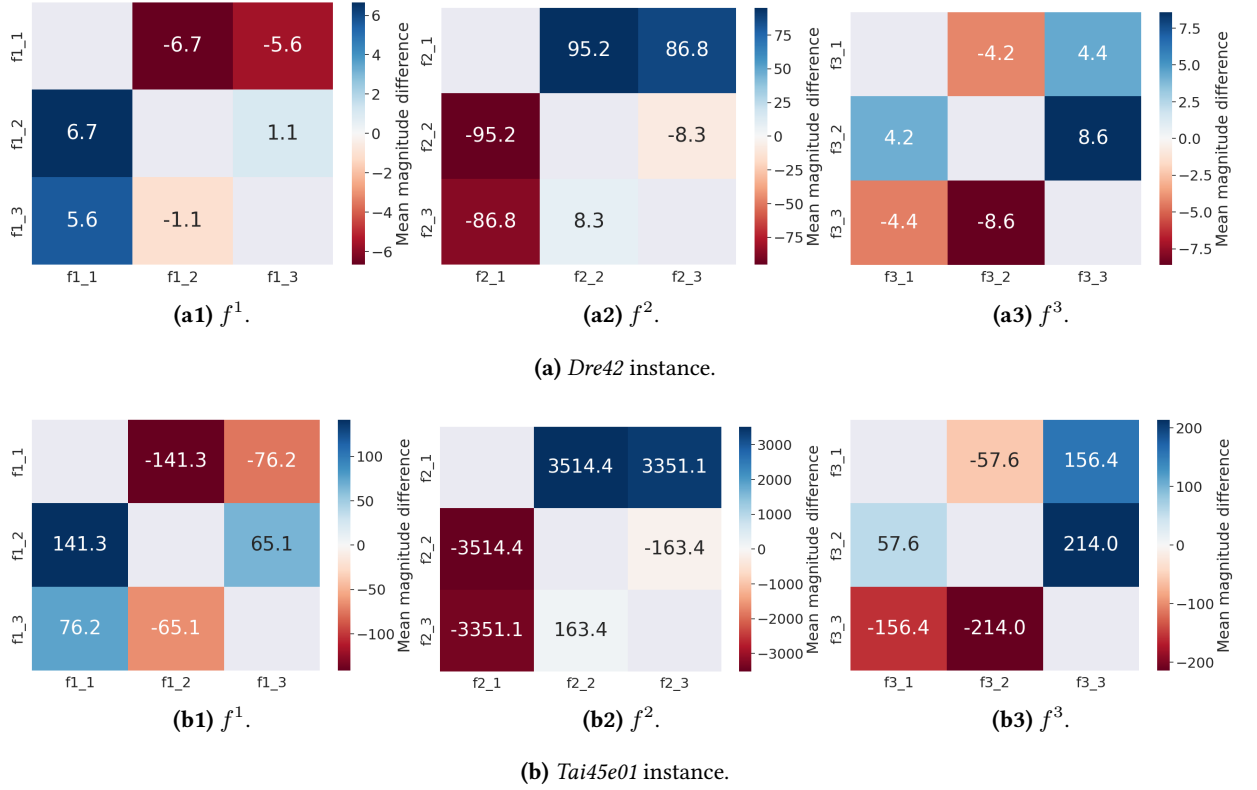 f1_1 -6.7 -5.6
f1_2 6.7 1.1
f1_3 5.6 -1.1
f1_1 f1_2 f1_3
6
4
2
0
−2
−4
−6
Mean magnitude difference
(a1) f¹.
f2_1 95.2 86.8
f2_2 -95.2 -8.3
f2_3 -86.8 8.3
f2_1 f2_2 f2_3
75
50
25
0
−25
−50
−75
Mean magnitude difference
(a2) f².
f3_1 -4.2 4.4
f3_2 4.2 8.6
f3_3 -4.4 -8.6
f3_1 f3_2 f3_3
7.5
5.0
2.5
0.0
−2.5
−5.0
−7.5
Mean magnitude difference
(a3) f³.
(a) Dre42 instance.
f1_1 -141.3 -76.2
f1_2 141.3 65.1
f1_3 76.2 -65.1
f1_1 f1_2 f1_3
100
50
0
−50
−100
Mean magnitude difference
(b1) f¹.
f2_1 3514.4 3351.1
f2_2 -3514.4 -163.4
f2_3 -3351.1 163.4
f2_1 f2_2 f2_3
3000
2000
1000
0
−1000
−2000
−3000
Mean magnitude difference
(b2) f².
f3_1 -57.6 156.4
f3_2 57.6 214.0
f3_3 -156.4 -214.0
f3_1 f3_2 f3_3
200
100
0
−100
−200
Mean magnitude difference
(b3) f³.
(b) Tai45e01 instance.